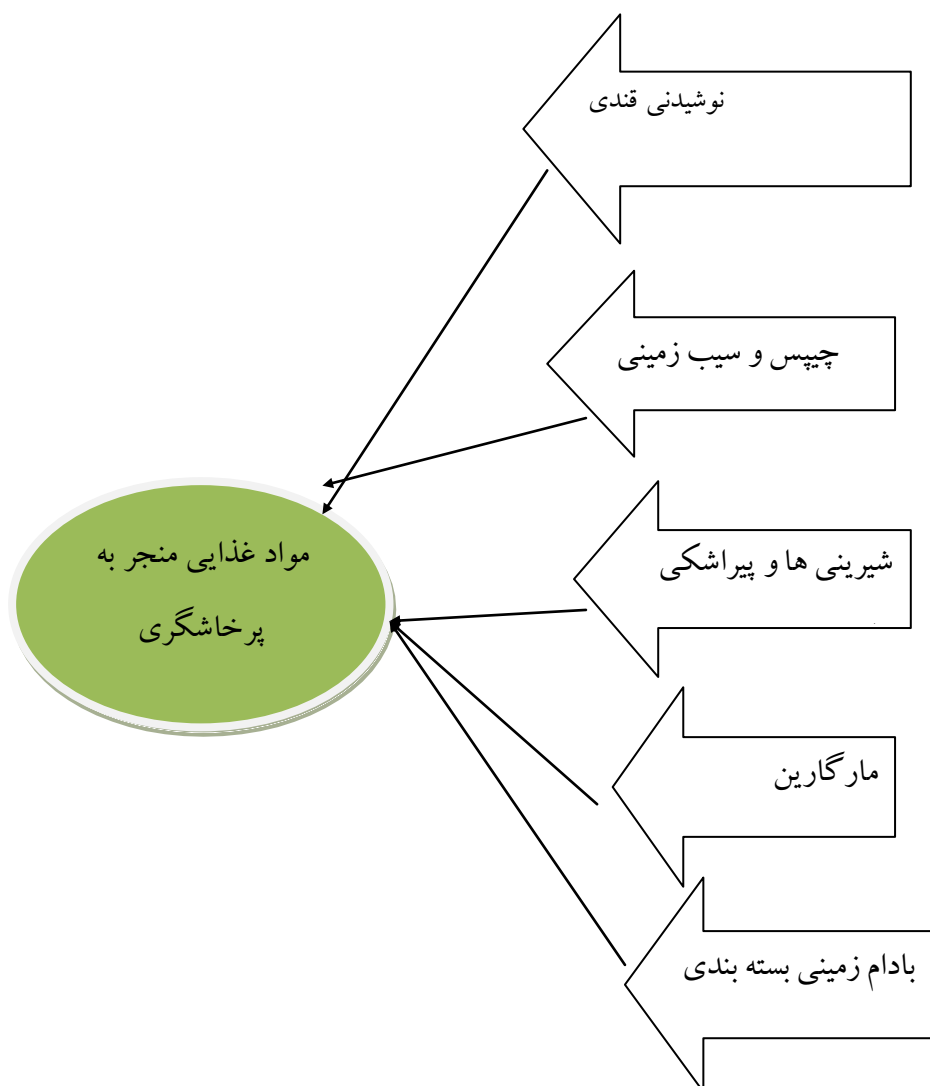 نوشیدنی قندی
چیپس و سیب زمینی
شیرینی ها و پیراشکی
مواد غذایی منجر به
پرخاشگری
مارگارین
بادام زمینی بسته بندی